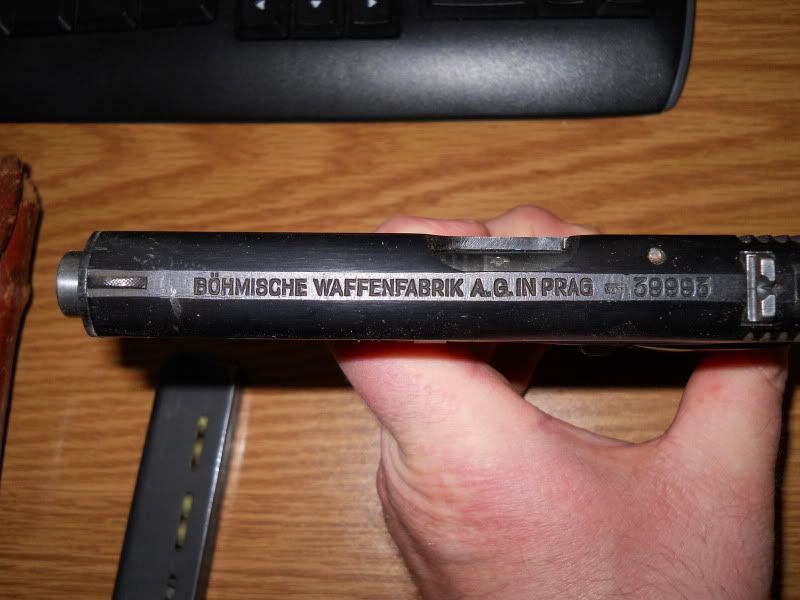 BÖHMISCHE WAFFENFABRIK A.G. IN PRAG 39993